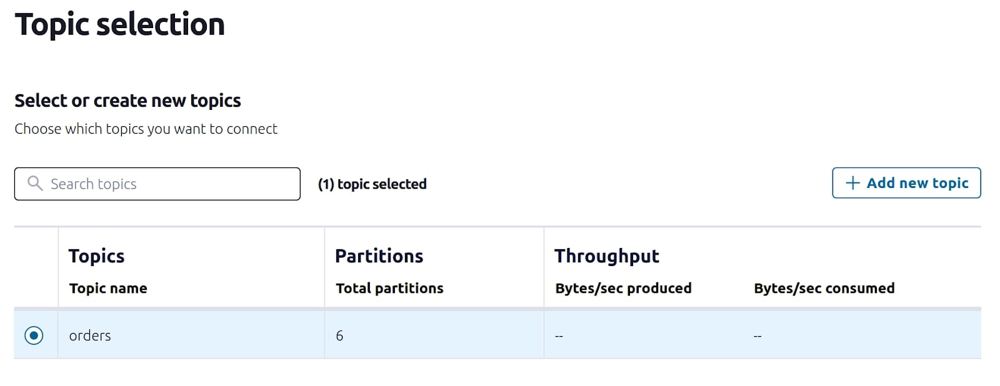 Topic selection
Select or create new topics
Choose which topics you want to connect
Search topics
(1) topic selected
+ Add new topic
Topics Partitions Throughput
Topic name Total partitions Bytes/sec produced Bytes/sec consumed
orders 6 -- --